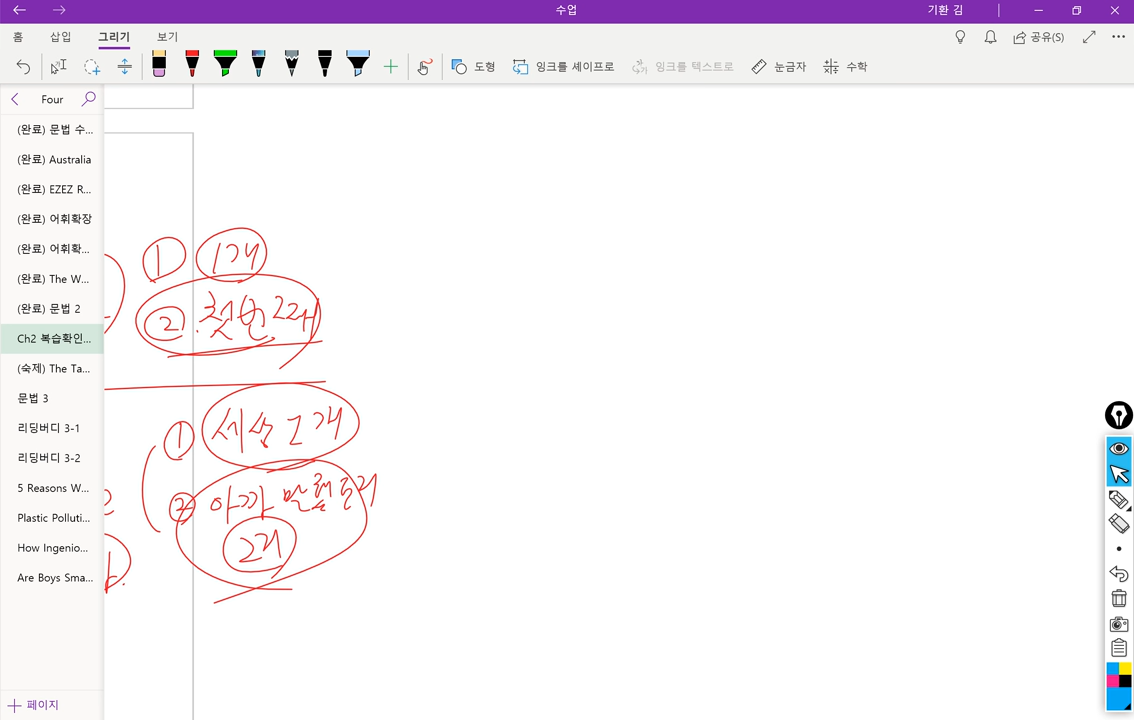 수업
기환 김
홈 삽입 그리기 보기
공유(S)
도형 잉크를 셰이프로 잉크를 텍스트로 눈금자 수학
Four
(완료) 문법 수...
(완료) Australia
(완료) EZEZ R...
(완료) 어휘확장
(완료) 어휘확...
(완료) The W...
(완료) 문법 2
Ch2 복습확인...
(숙제) The Ta...
문법 3
리딩버디 3-1
리딩버디 3-2
5 Reasons W...
Plastic Polluti...
How Ingenio...
Are Boys Sma...
페이지
① 1개
② 첫번
① 세상 2개
② 아까 말했